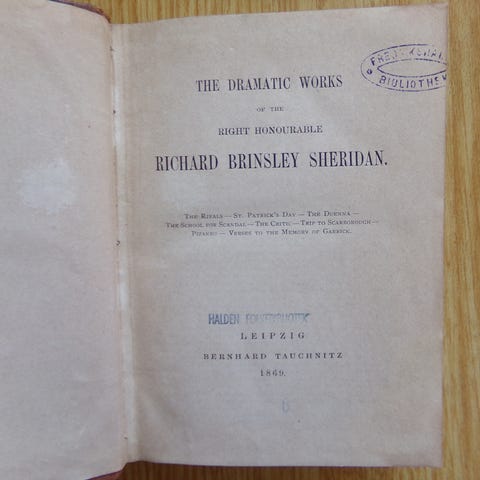 THE DRAMATIC WORKS
OF THE
RIGHT HONOURABLE
RICHARD BRINSLEY SHERIDAN.
THE RIVALS — ST. PATRICK'S DAY — THE DUENNA —
THE SCHOOL FOR SCANDAL — THE CRITIC — TRIP TO SCARBOROUGH —
PIZARRO — VERSES TO THE MEMORY OF GARRICK.
HALDEN
LEIPZIG
BERNHARD TAUCHNITZ
1869.